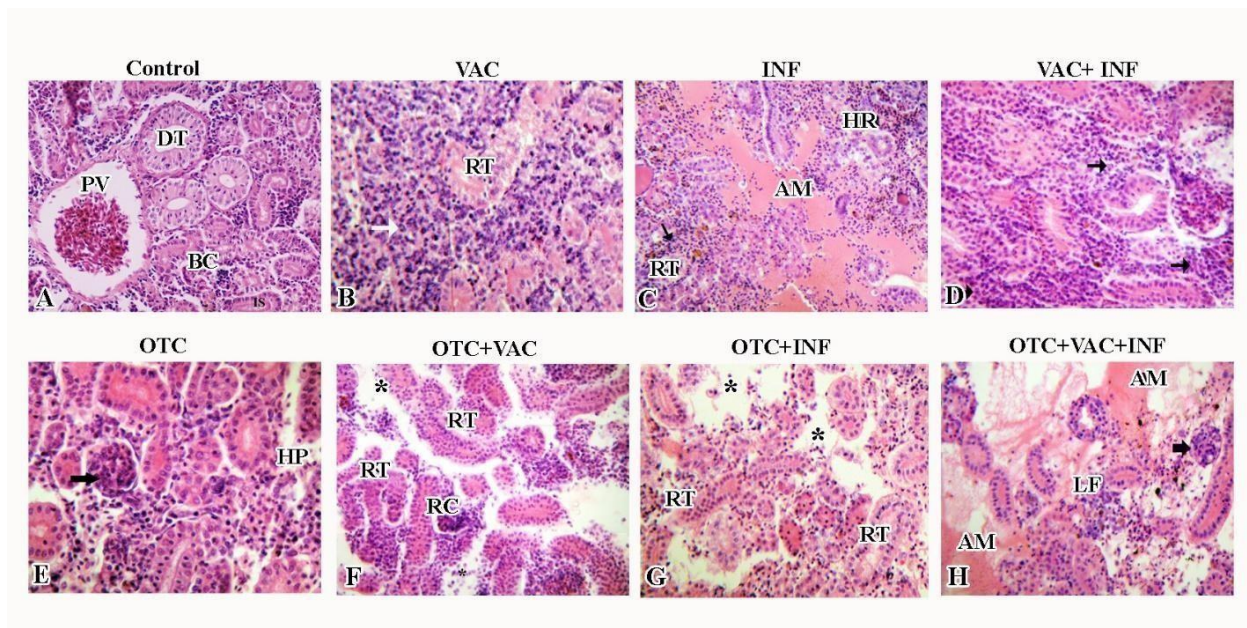 Control VAC INF VAC+ INF
DT
PV
BC
IS
A
RT
B
HR
AM
RT
C
D
OTC OTC+VAC OTC+INF OTC+VAC+INF
HP
E
*
RT
RT
RC
*
F
*
*
RT
RT
G
AM
LF
AM
H